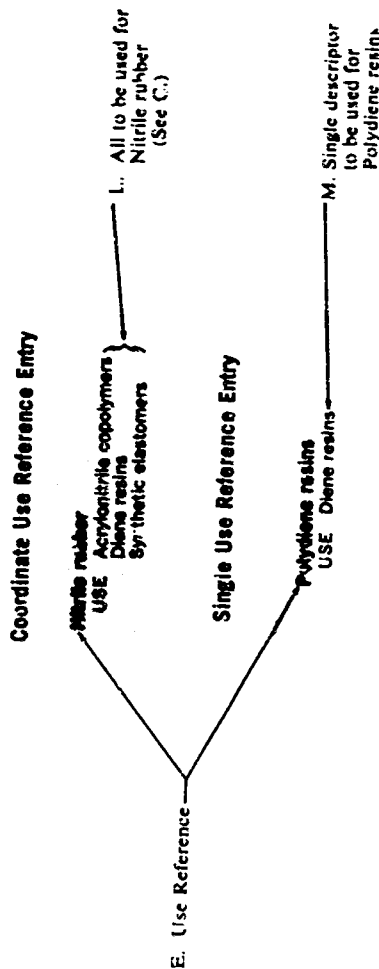 Coordinate Use Reference Entry
Nitrile rubber
USE Acrylonitrile copolymers
Diene resins
Synthetic elastomers
L. All to be used for
Nitrile rubber
(See C.)
E. Use Reference
Single Use Reference Entry
Polydiene resins
USE Diene resins
M. Single descriptor
to be used for
Polydiene resins